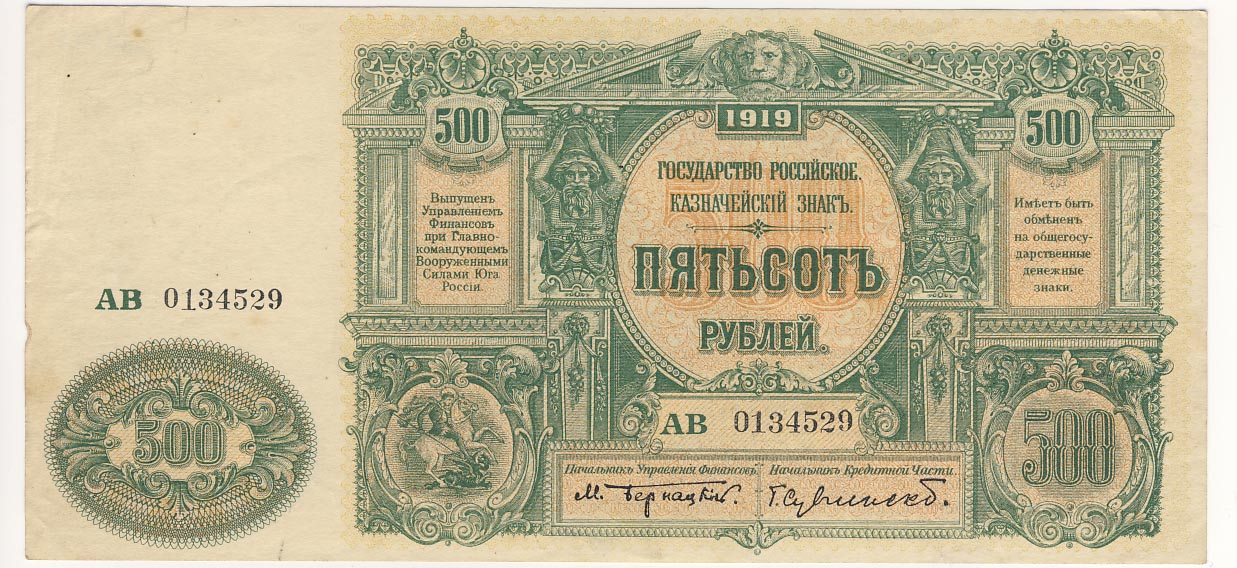 1919
500
500
ГОСУДАРСТВО РОССІЙСКОЕ.
КАЗНАЧЕЙСКІЙ ЗНАКЪ.
ПЯТЬСОТЪ
РУБЛЕЙ.
Выпущенъ
Управленіемъ
Финансовъ
при Главно-
командующемъ
Вооруженными
Силами Юга
Россіи.
Имѣетъ быть
обмѣненъ
на общегосу-
дарственные
денежные
знаки.
АВ 0134529
500
АВ 0134529
500
Начальникъ Управленія Финансовъ
М. Бернацкій.
Начальникъ Кредитной Части.